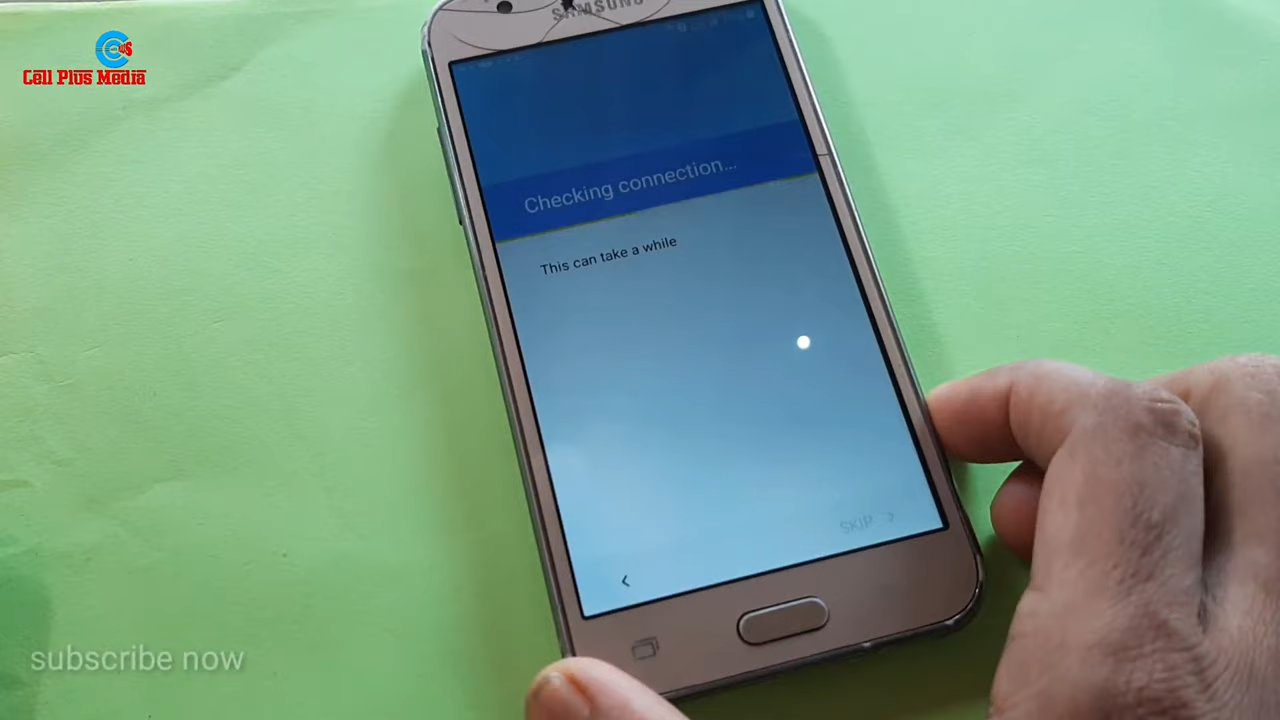 SAMSUNG
Cell Plus Media
Checking connection...
This can take a while
SKIP
subscribe now